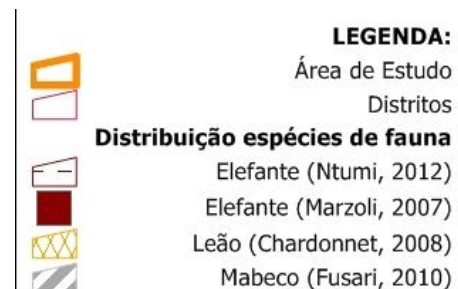 LEGENDA:
Área de Estudo
Distritos
Distribuição espécies de fauna
Elefante (Ntumi, 2012)
Elefante (Marzoli, 2007)
Leão (Chardonnet, 2008)
Mabeco (Fusari, 2010)